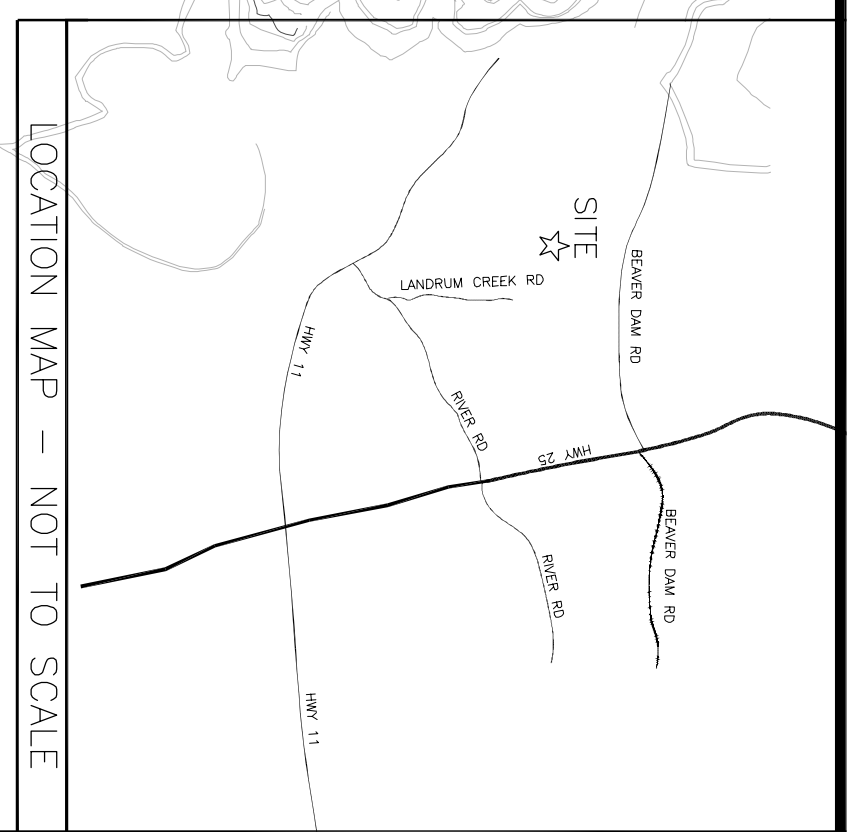 LOCATION MAP - NOT TO SCALE
SITE
BEAVER DAM RD
LANDRUM CREEK RD
HWY 11
RIVER RD
HWY 25
BEAVER DAM RD
RIVER RD
HWY 11